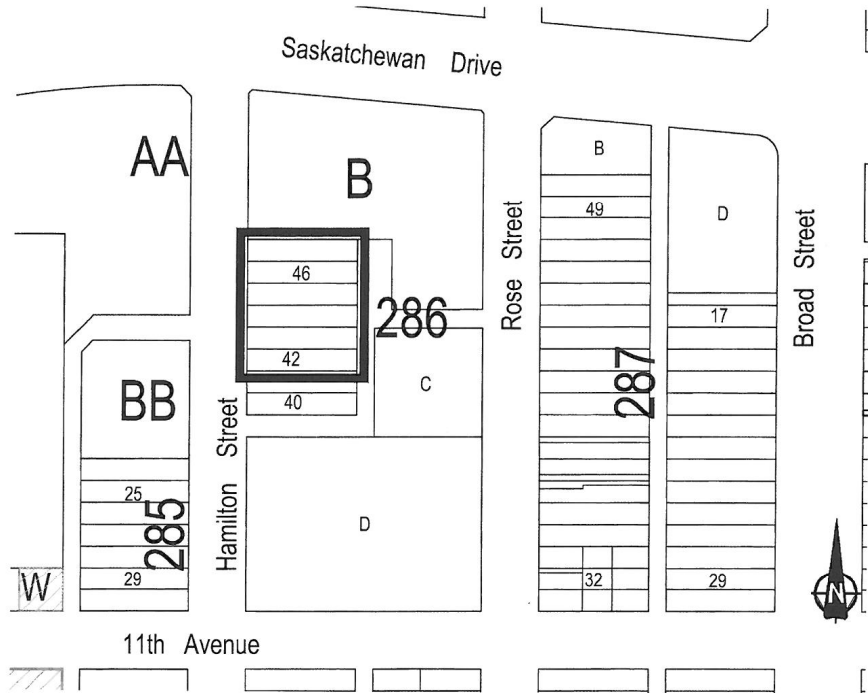 Saskatchewan Drive
AA
B
B
49
D
46
286
Rose Street
Broad Street
17
42
287
BB
40
C
Hamilton Street
25
285
D
29
W
32
29
N
11th Avenue